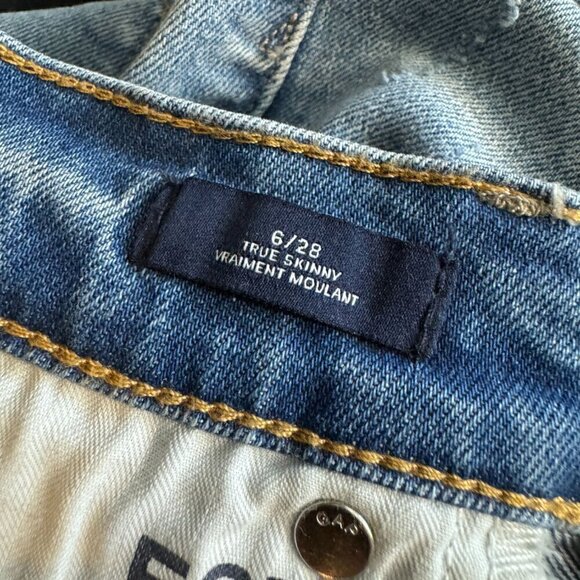 6/28
TRUE SKINNY
VRAIMENT MOULANT
GAP